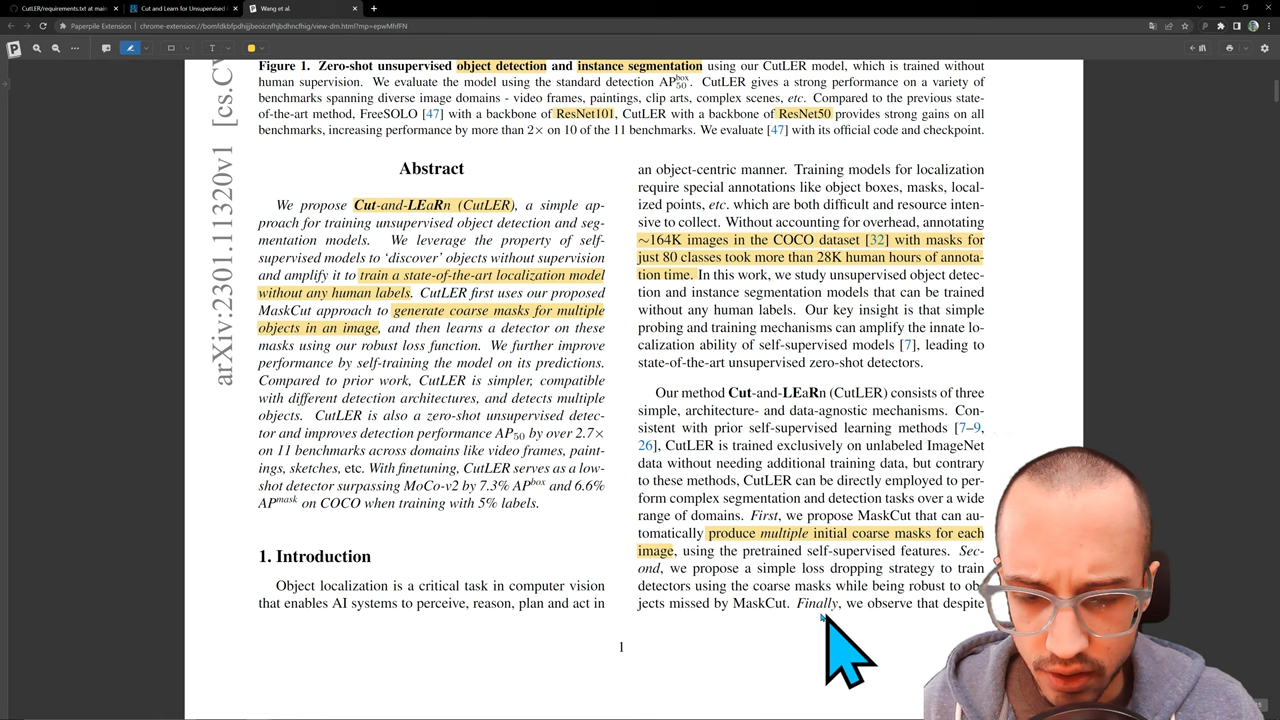 CutLER/requirements.txt at main
Cut and Learn for Unsupervised
Wang et al.
Paperpile Extension | chrome-extension://bomfdkbfpdhijjbeoicnfhjbdhncfhig/view-dm.html?mp=epwMhfFN
P
T
arXiv:2301.11320v1 [cs.CV
Figure 1. Zero-shot unsupervised object detection and instance segmentation using our CutLER model, which is trained without
human supervision. We evaluate the model using the standard detection AP50box. CutLER gives a strong performance on a variety of
benchmarks spanning diverse image domains - video frames, paintings, clip arts, complex scenes, etc. Compared to the previous state-
of-the-art method, FreeSOLO [47] with a backbone of ResNet101, CutLER with a backbone of ResNet50 provides strong gains on all
benchmarks, increasing performance by more than 2× on 10 of the 11 benchmarks. We evaluate [47] with its official code and checkpoint.
Abstract
We propose Cut-and-LEaRn (CutLER), a simple ap-
proach for training unsupervised object detection and seg-
mentation models. We leverage the property of self-
supervised models to ‘discover’ objects without supervision
and amplify it to train a state-of-the-art localization model
without any human labels. CutLER first uses our proposed
MaskCut approach to generate coarse masks for multiple
objects in an image, and then learns a detector on these
masks using our robust loss function. We further improve
performance by self-training the model on its predictions.
Compared to prior work, CutLER is simpler, compatible
with different detection architectures, and detects multiple
objects. CutLER is also a zero-shot unsupervised detec-
tor and improves detection performance AP50 by over 2.7×
on 11 benchmarks across domains like video frames, paint-
ings, sketches, etc. With finetuning, CutLER serves as a low-
shot detector surpassing MoCo-v2 by 7.3% APbox and 6.6%
APmask on COCO when training with 5% labels.
1. Introduction
Object localization is a critical task in computer vision
that enables AI systems to perceive, reason, plan and act in
an object-centric manner. Training models for localization
require special annotations like object boxes, masks, local-
ized points, etc. which are both difficult and resource inten-
sive to collect. Without accounting for overhead, annotating
∼164K images in the COCO dataset [32] with masks for
just 80 classes took more than 28K human hours of annota-
tion time. In this work, we study unsupervised object detec-
tion and instance segmentation models that can be trained
without any human labels. Our key insight is that simple
probing and training mechanisms can amplify the innate lo-
calization ability of self-supervised models [7], leading to
state-of-the-art unsupervised zero-shot detectors.
Our method Cut-and-LEaRn (CutLER) consists of three
simple, architecture- and data-agnostic mechanisms. Con-
sistent with prior self-supervised learning methods [7–9,
26], CutLER is trained exclusively on unlabeled ImageNet
data without needing additional training data, but contrary
to these methods, CutLER can be directly employed to per-
form complex segmentation and detection tasks over a wide
range of domains. First, we propose MaskCut that can au-
tomatically produce multiple initial coarse masks for each
image, using the pretrained self-supervised features. Sec-
ond, we propose a simple loss dropping strategy to train
detectors using the coarse masks while being robust to ob-
jects missed by MaskCut. Finally, we observe that despite
1